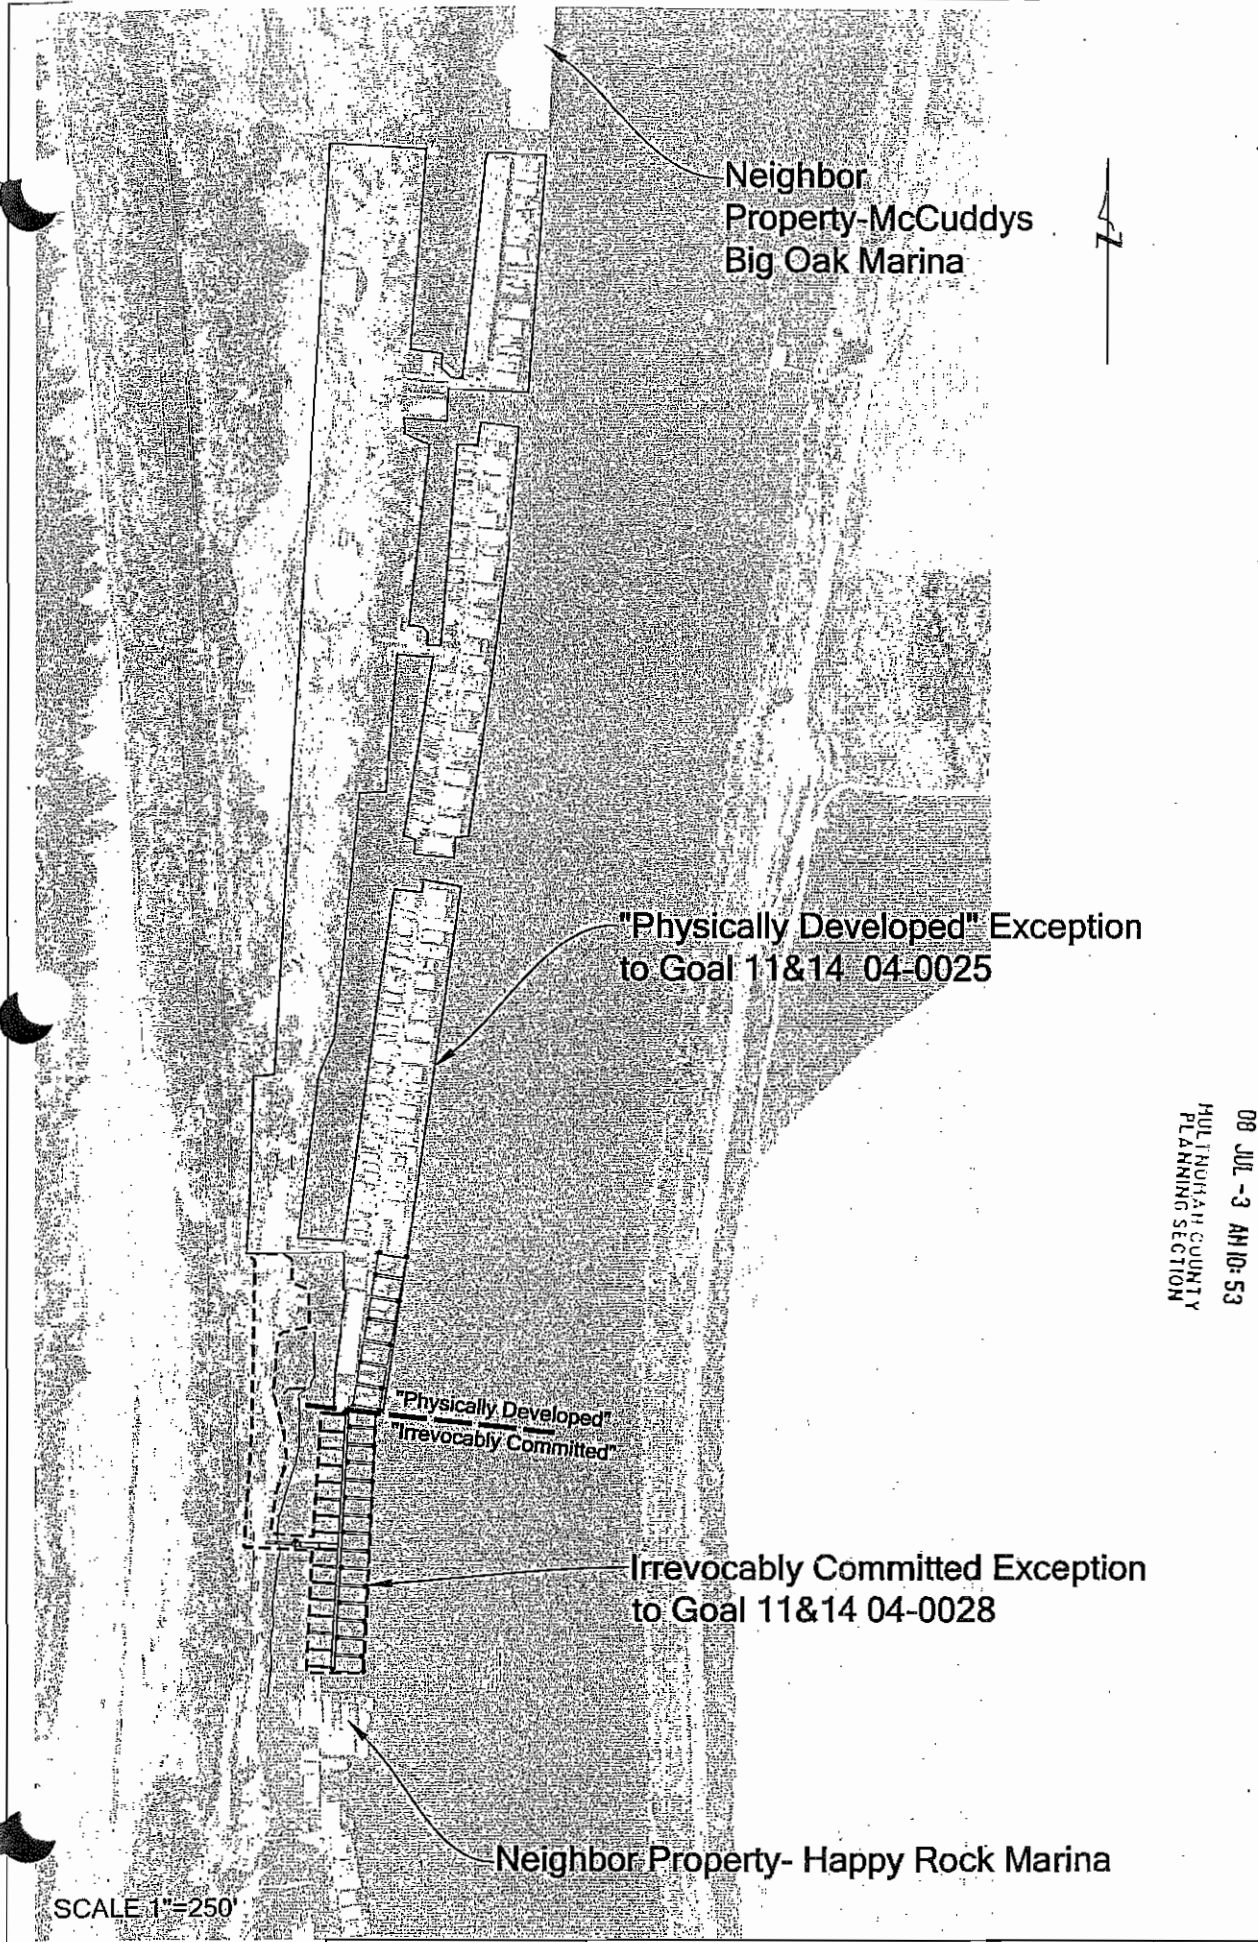 Neighbor
Property-McCuddys
Big Oak Marina
"Physically Developed" Exception
to Goal 11&14 04-0025
08 JUL -3 AM 10: 53
MULTNOMAH COUNTY
PLANNING SECTION
"Physically Developed"
"Irrevocably Committed"
Irrevocably Committed Exception
to Goal 11&14 04-0028
Neighbor Property- Happy Rock Marina
SCALE 1"=250'